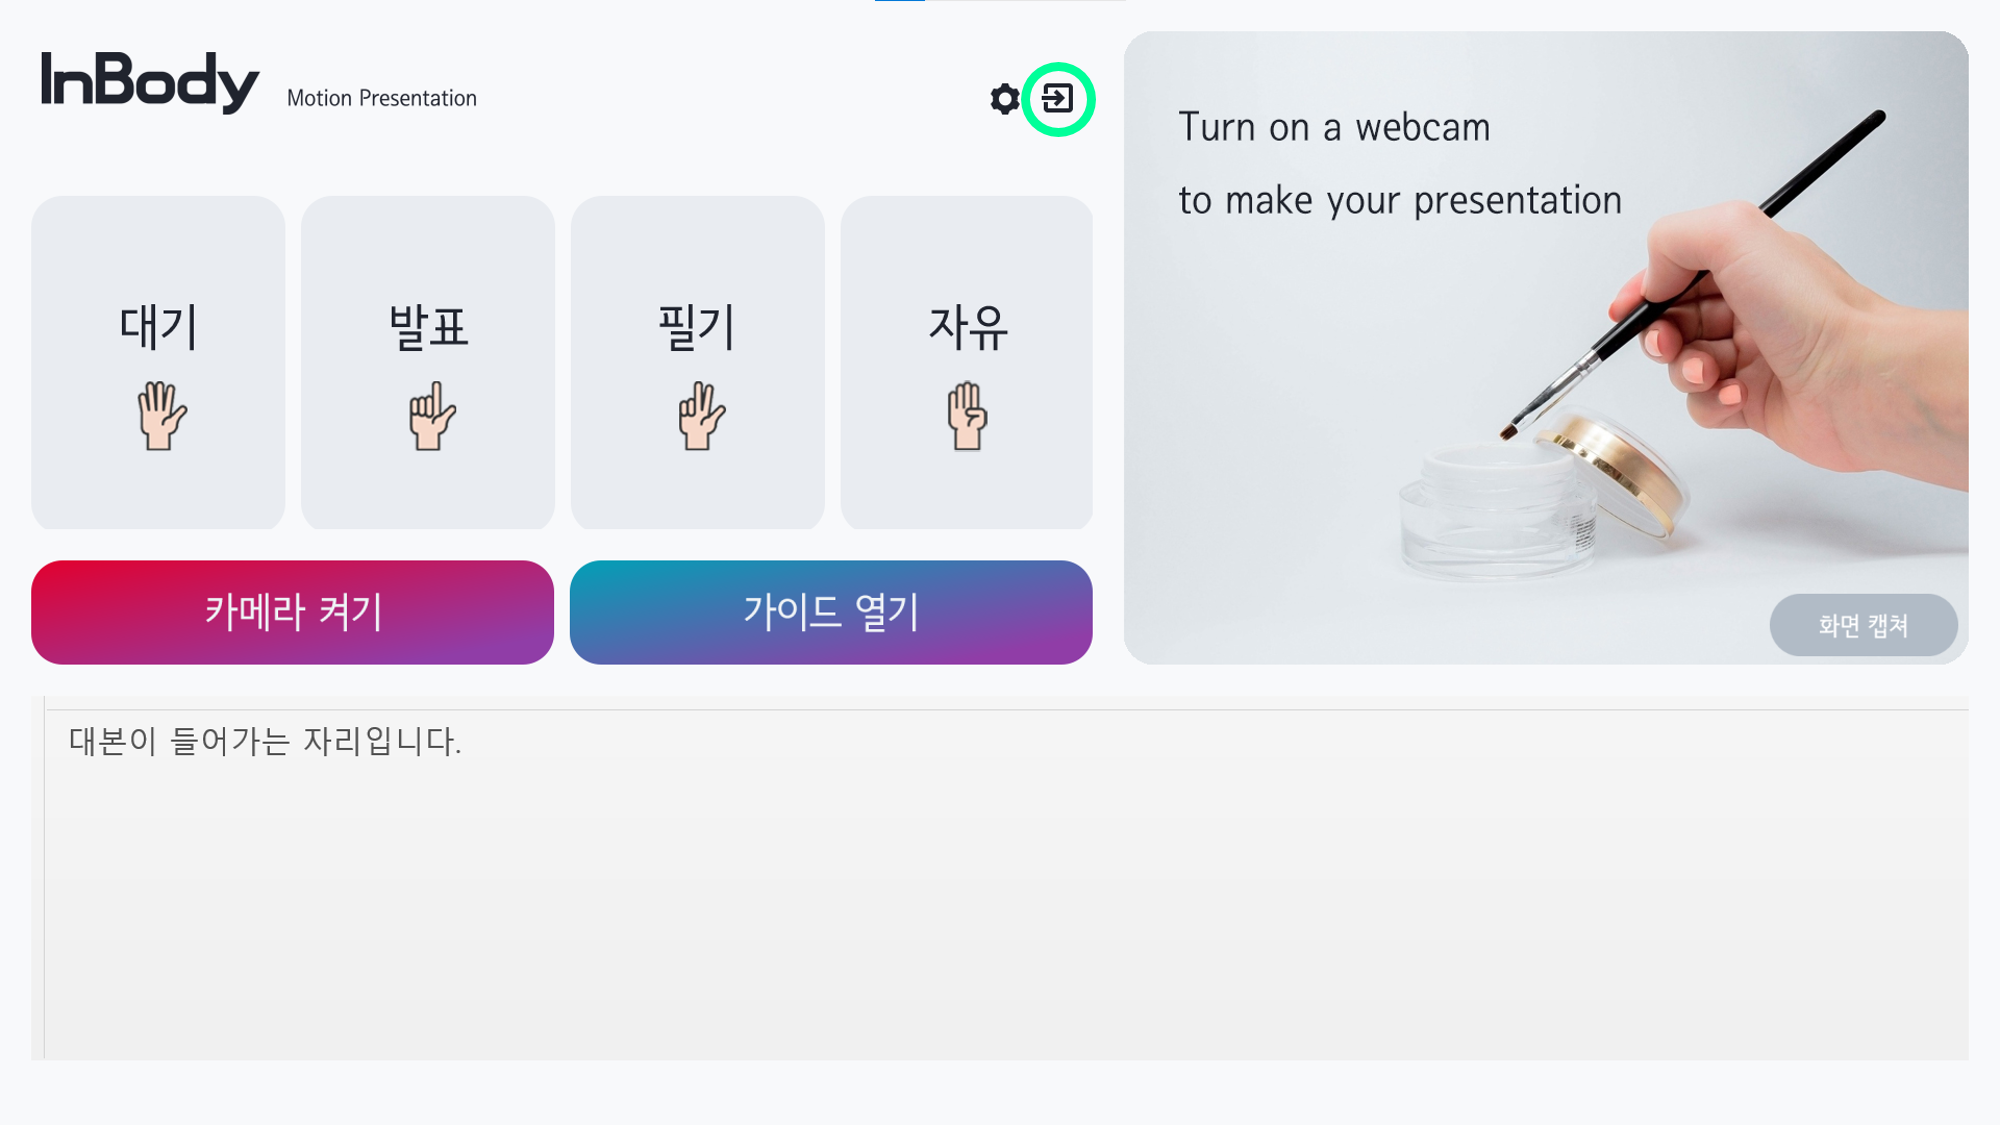 InBody Motion Presentation
Turn on a webcam
to make your presentation
대기
발표
필기
자유
카메라 켜기
가이드 열기
화면 캡쳐
대본이 들어가는 자리입니다.